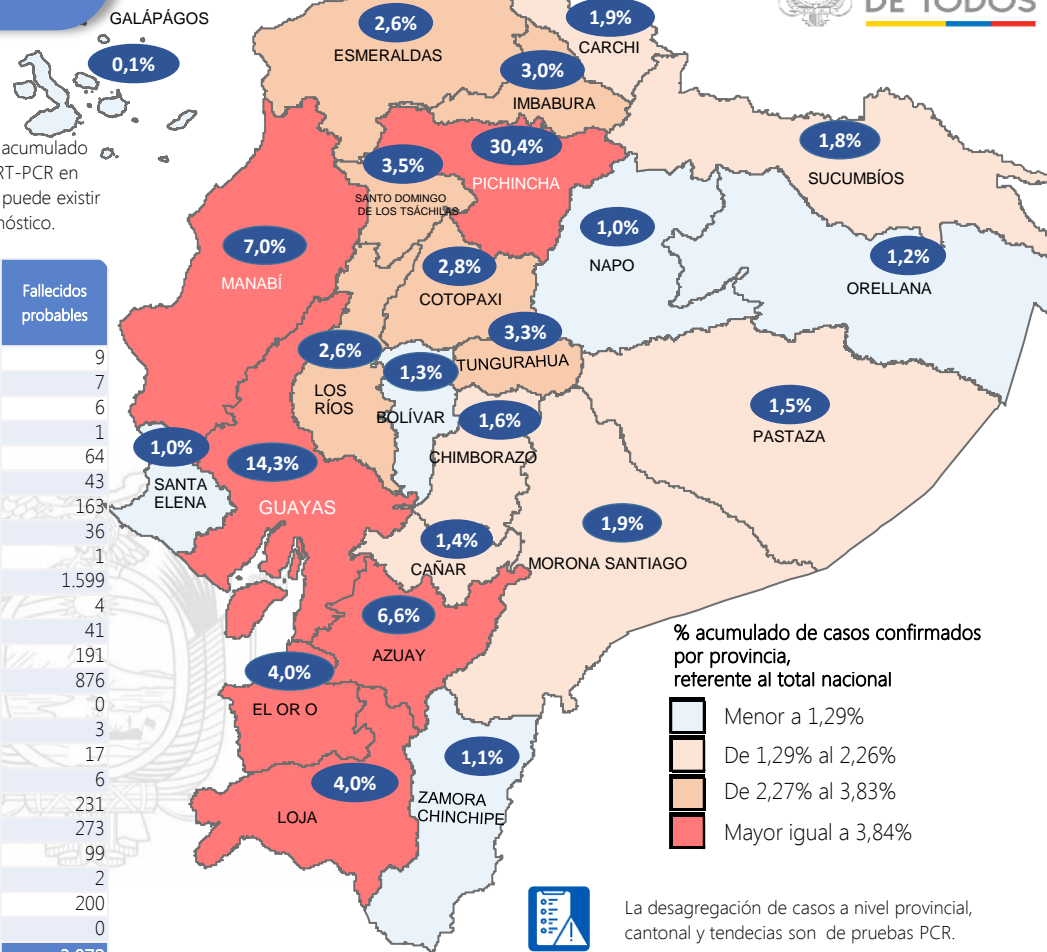 DE TODOS
GALÁPAGOS
0,1%
2,6%
ESMERALDAS
1,9%
CARCHI
3,0%
IMBABURA
acumulado
RT-PCR en
puede existir
nóstico.
3,5%
SANTO DOMINGO
DE LOS TSÁCHILAS
30,4%
PICHINCHA
1,8%
SUCUMBÍOS
7,0%
MANABÍ
1,0%
NAPO
1,2%
ORELLANA
2,8%
COTOPAXI
3,3%
TUNGURAHUA
2,6%
LOS
RÍOS
1,3%
BOLÍVAR
1,6%
CHIMBORAZO
1,5%
PASTAZA
1,0%
SANTA
ELENA
14,3%
GUAYAS
1,4%
CAÑAR
1,9%
MORONA SANTIAGO
6,6%
AZUAY
4,0%
EL OR O
4,0%
LOJA
1,1%
ZAMORA
CHINCHIPE
Fallecidos
probables
9
7
6
1
64
43
163
36
1
1.599
4
41
191
876
0
3
17
6
231
273
99
2
200
0
% acumulado de casos confirmados
por provincia,
referente al total nacional
Menor a 1,29%
De 1,29% al 2,26%
De 2,27% al 3,83%
Mayor igual a 3,84%
La desagregación de casos a nivel provincial,
cantonal y tendecias son de pruebas PCR.